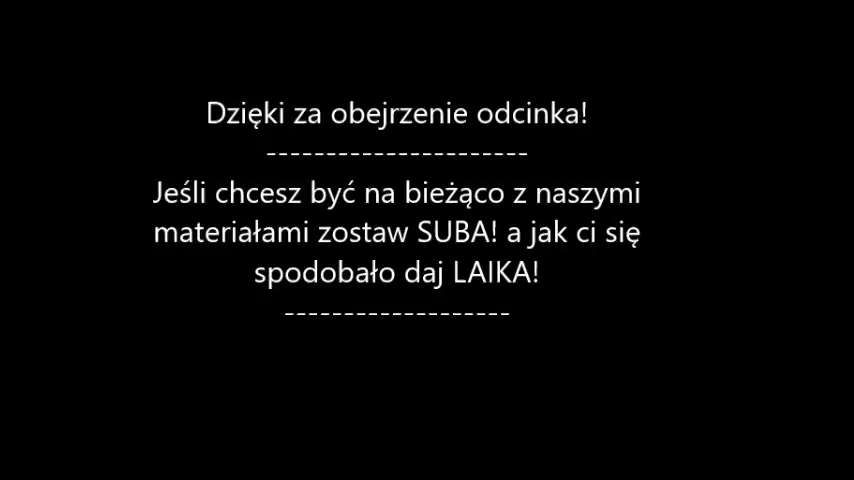 Dzięki za obejrzenie odcinka!
----------------------
Jeśli chcesz być na bieżąco z naszymi
materiałami zostaw SUBA! a jak ci się
spodobało daj LAIKA!
-------------------